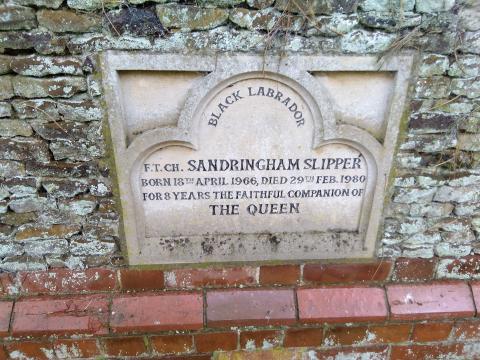 BLACK LABRADOR
F.T. CH. SANDRINGHAM SLIPPER
BORN 18TH APRIL 1966, DIED 29TH FEB. 1980
FOR 8 YEARS THE FAITHFUL COMPANION OF
THE QUEEN